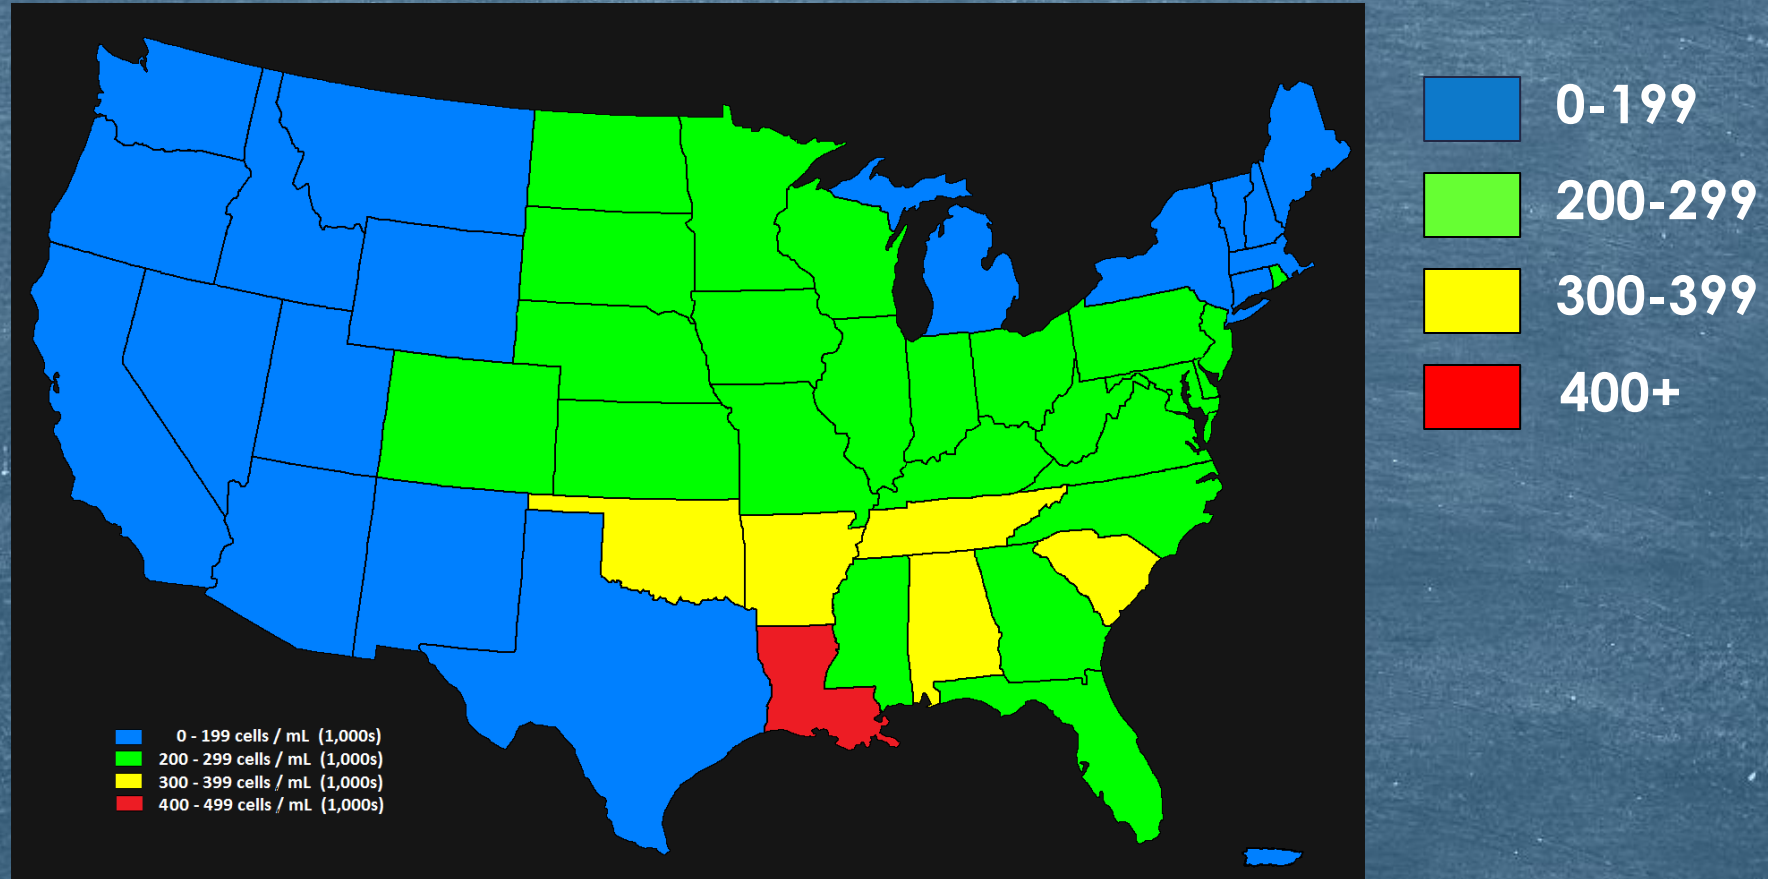 0-199
200-299
300-399
400+
0 - 199 cells / mL (1,000s)
200 - 299 cells / mL (1,000s)
300 - 399 cells / mL (1,000s)
400 - 499 cells / mL (1,000s)